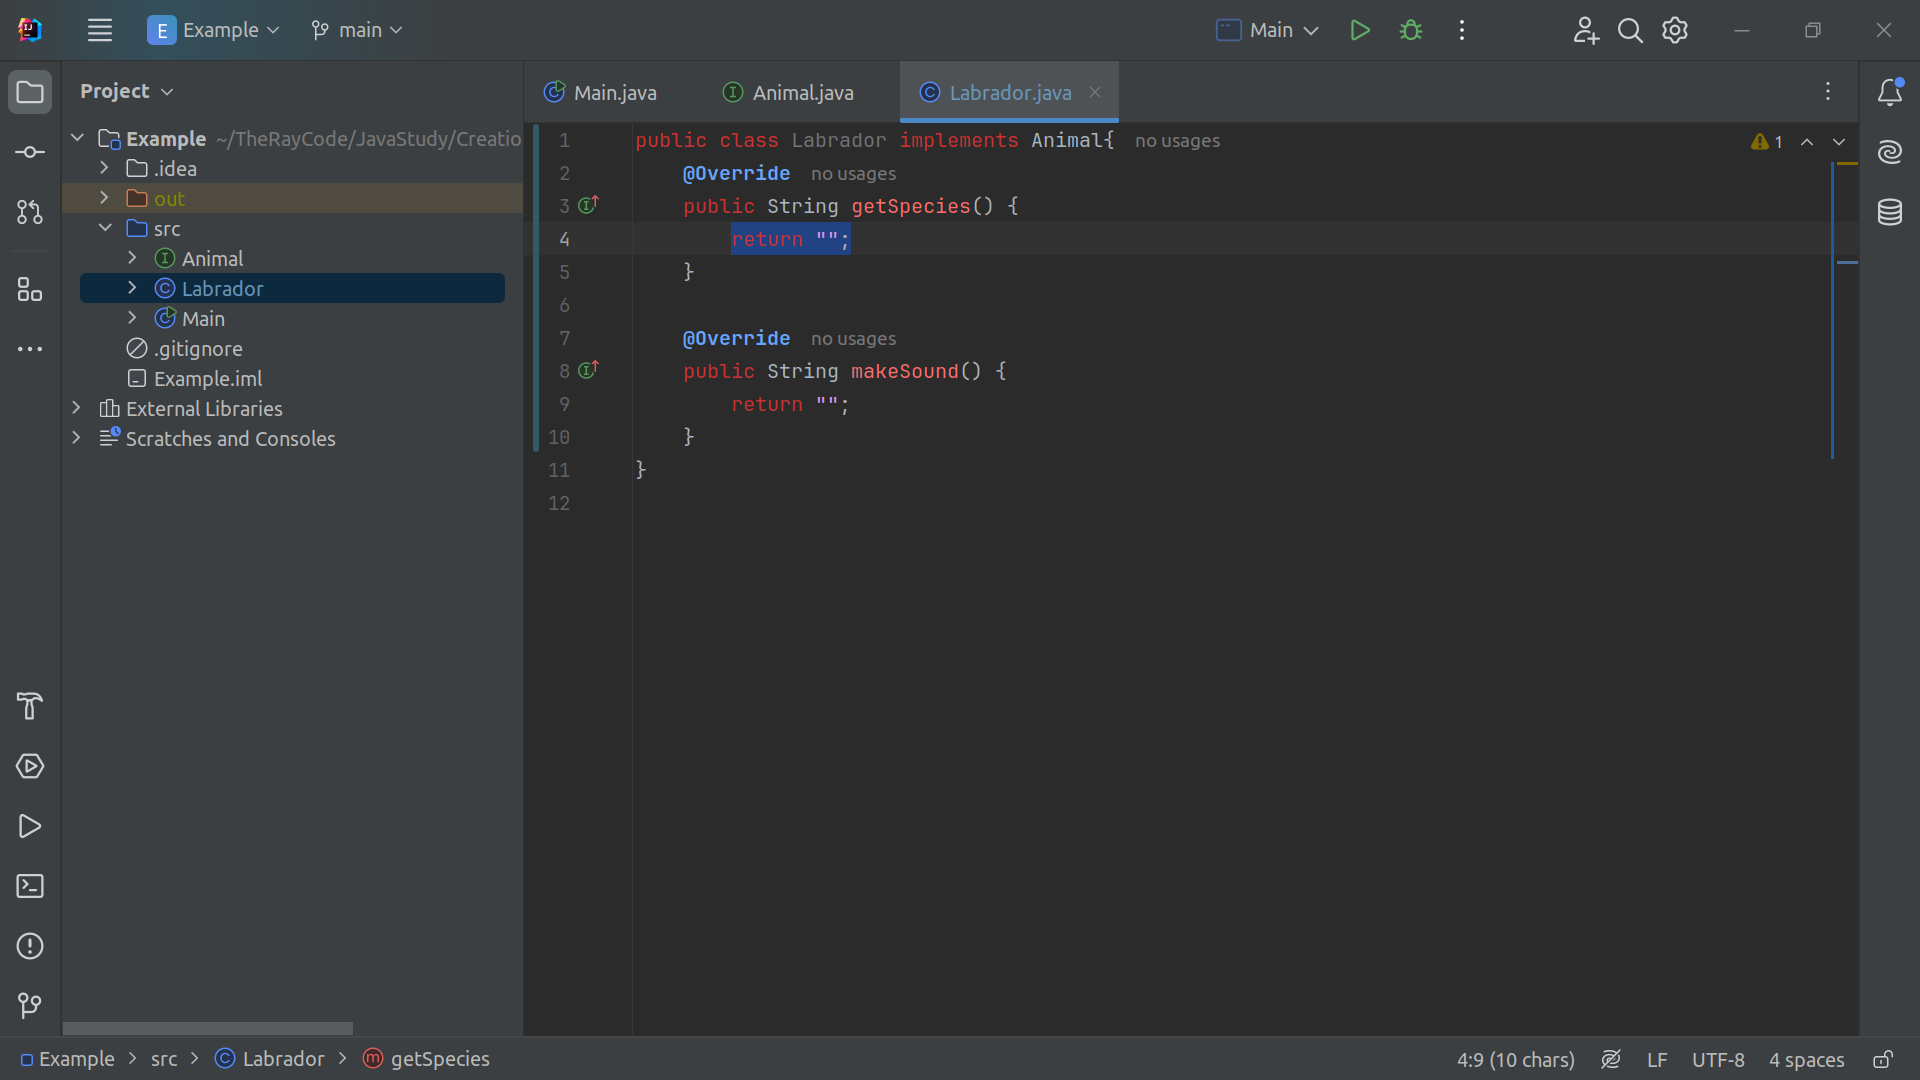 E Example main Main
Project
Main.java Animal.java Labrador.java
Example ~/TheRayCode/JavaStudy/Creatio
.idea
out
src
Animal
Labrador
Main
.gitignore
Example.iml
External Libraries
Scratches and Consoles
1 public class Labrador implements Animal{ no usages
2 @Override no usages
3 public String getSpecies() {
4 return "";
5 }
6
7 @Override no usages
8 public String makeSound() {
9 return "";
10 }
11 }
12
1
Example > src > Labrador > getSpecies
4:9 (10 chars) LF UTF-8 4 spaces